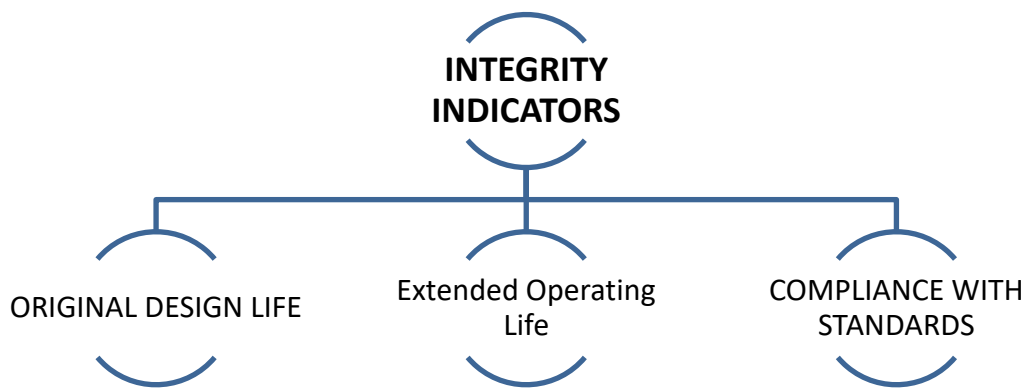 INTEGRITY
INDICATORS
ORIGINAL DESIGN LIFE
Extended Operating
Life
COMPLIANCE WITH
STANDARDS